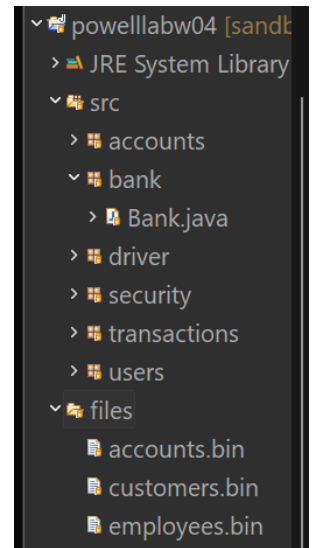 powelllabw04 [sandb
JRE System Library
src
accounts
bank
Bank.java
driver
security
transactions
users
files
accounts.bin
customers.bin
employees.bin